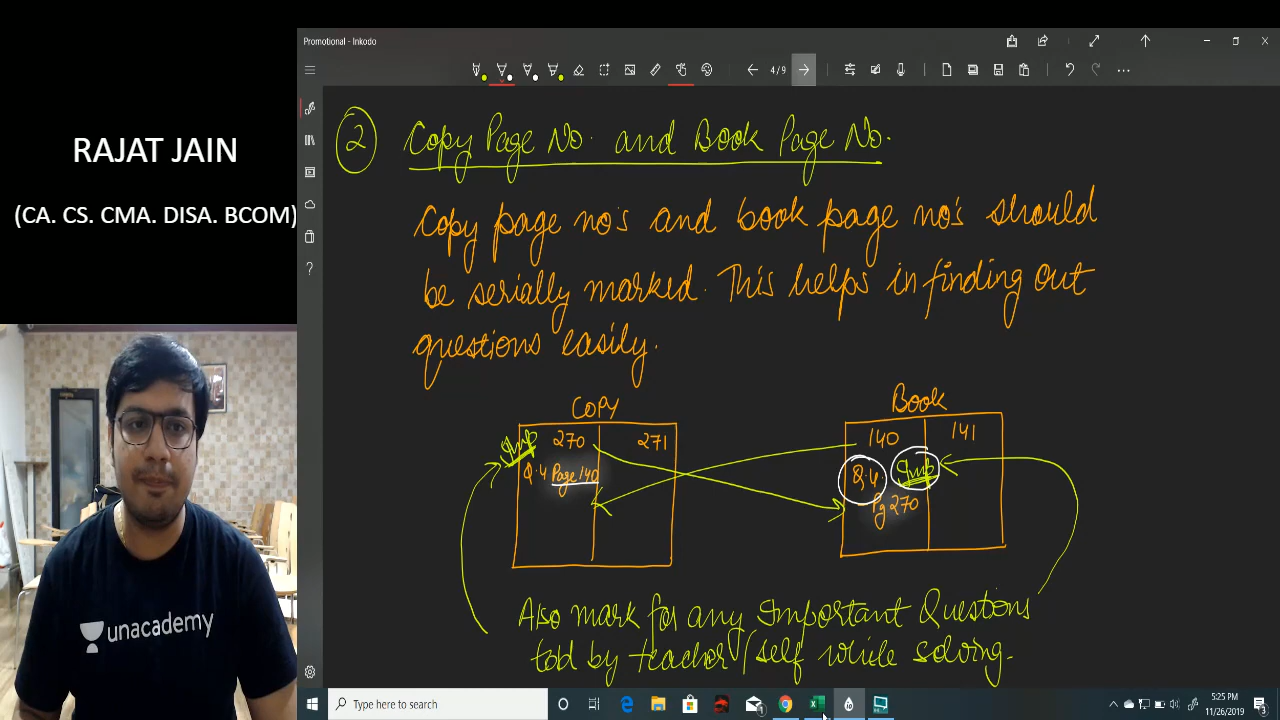 Promotional - Inkodo
4/9
RAJAT JAIN
(CA. CS. CMA. DISA. BCOM)
2 Copy Page No. and Book Page No.
Copy page no's and book page no's should
be serially marked. This helps in finding out
questions easily.
COPY
Book
Imp 270 271
Q.4 Page 140
140 141
Q.4 Imp
Pg 270
Also mark for any Important Questions
told by teacher/self while solving.
unacademy
Type here to search
5:25 PM
11/26/2019